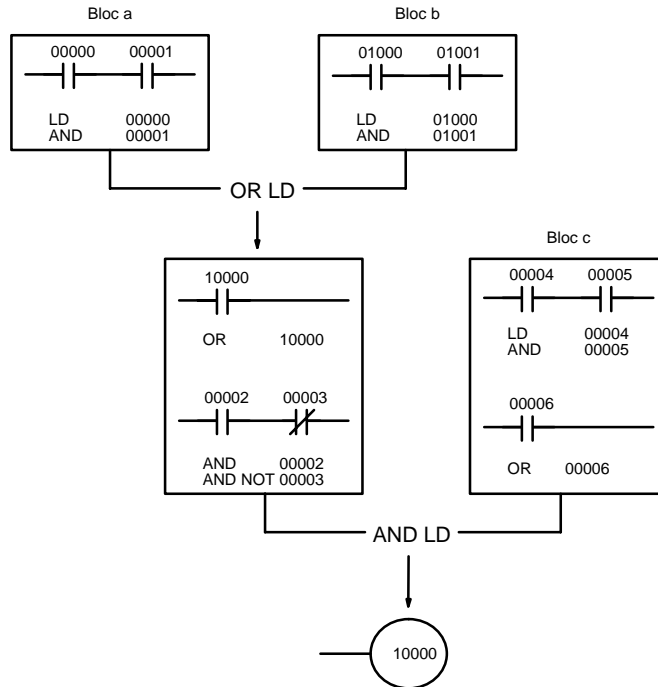 Bloc a
00000 00001
LD 00000
AND 00001
Bloc b
01000 01001
LD 01000
AND 01001
OR LD
10000
OR 10000
00002 00003
AND 00002
AND NOT 00003
Bloc c
00004 00005
LD 00004
AND 00005
00006
OR 00006
AND LD
10000